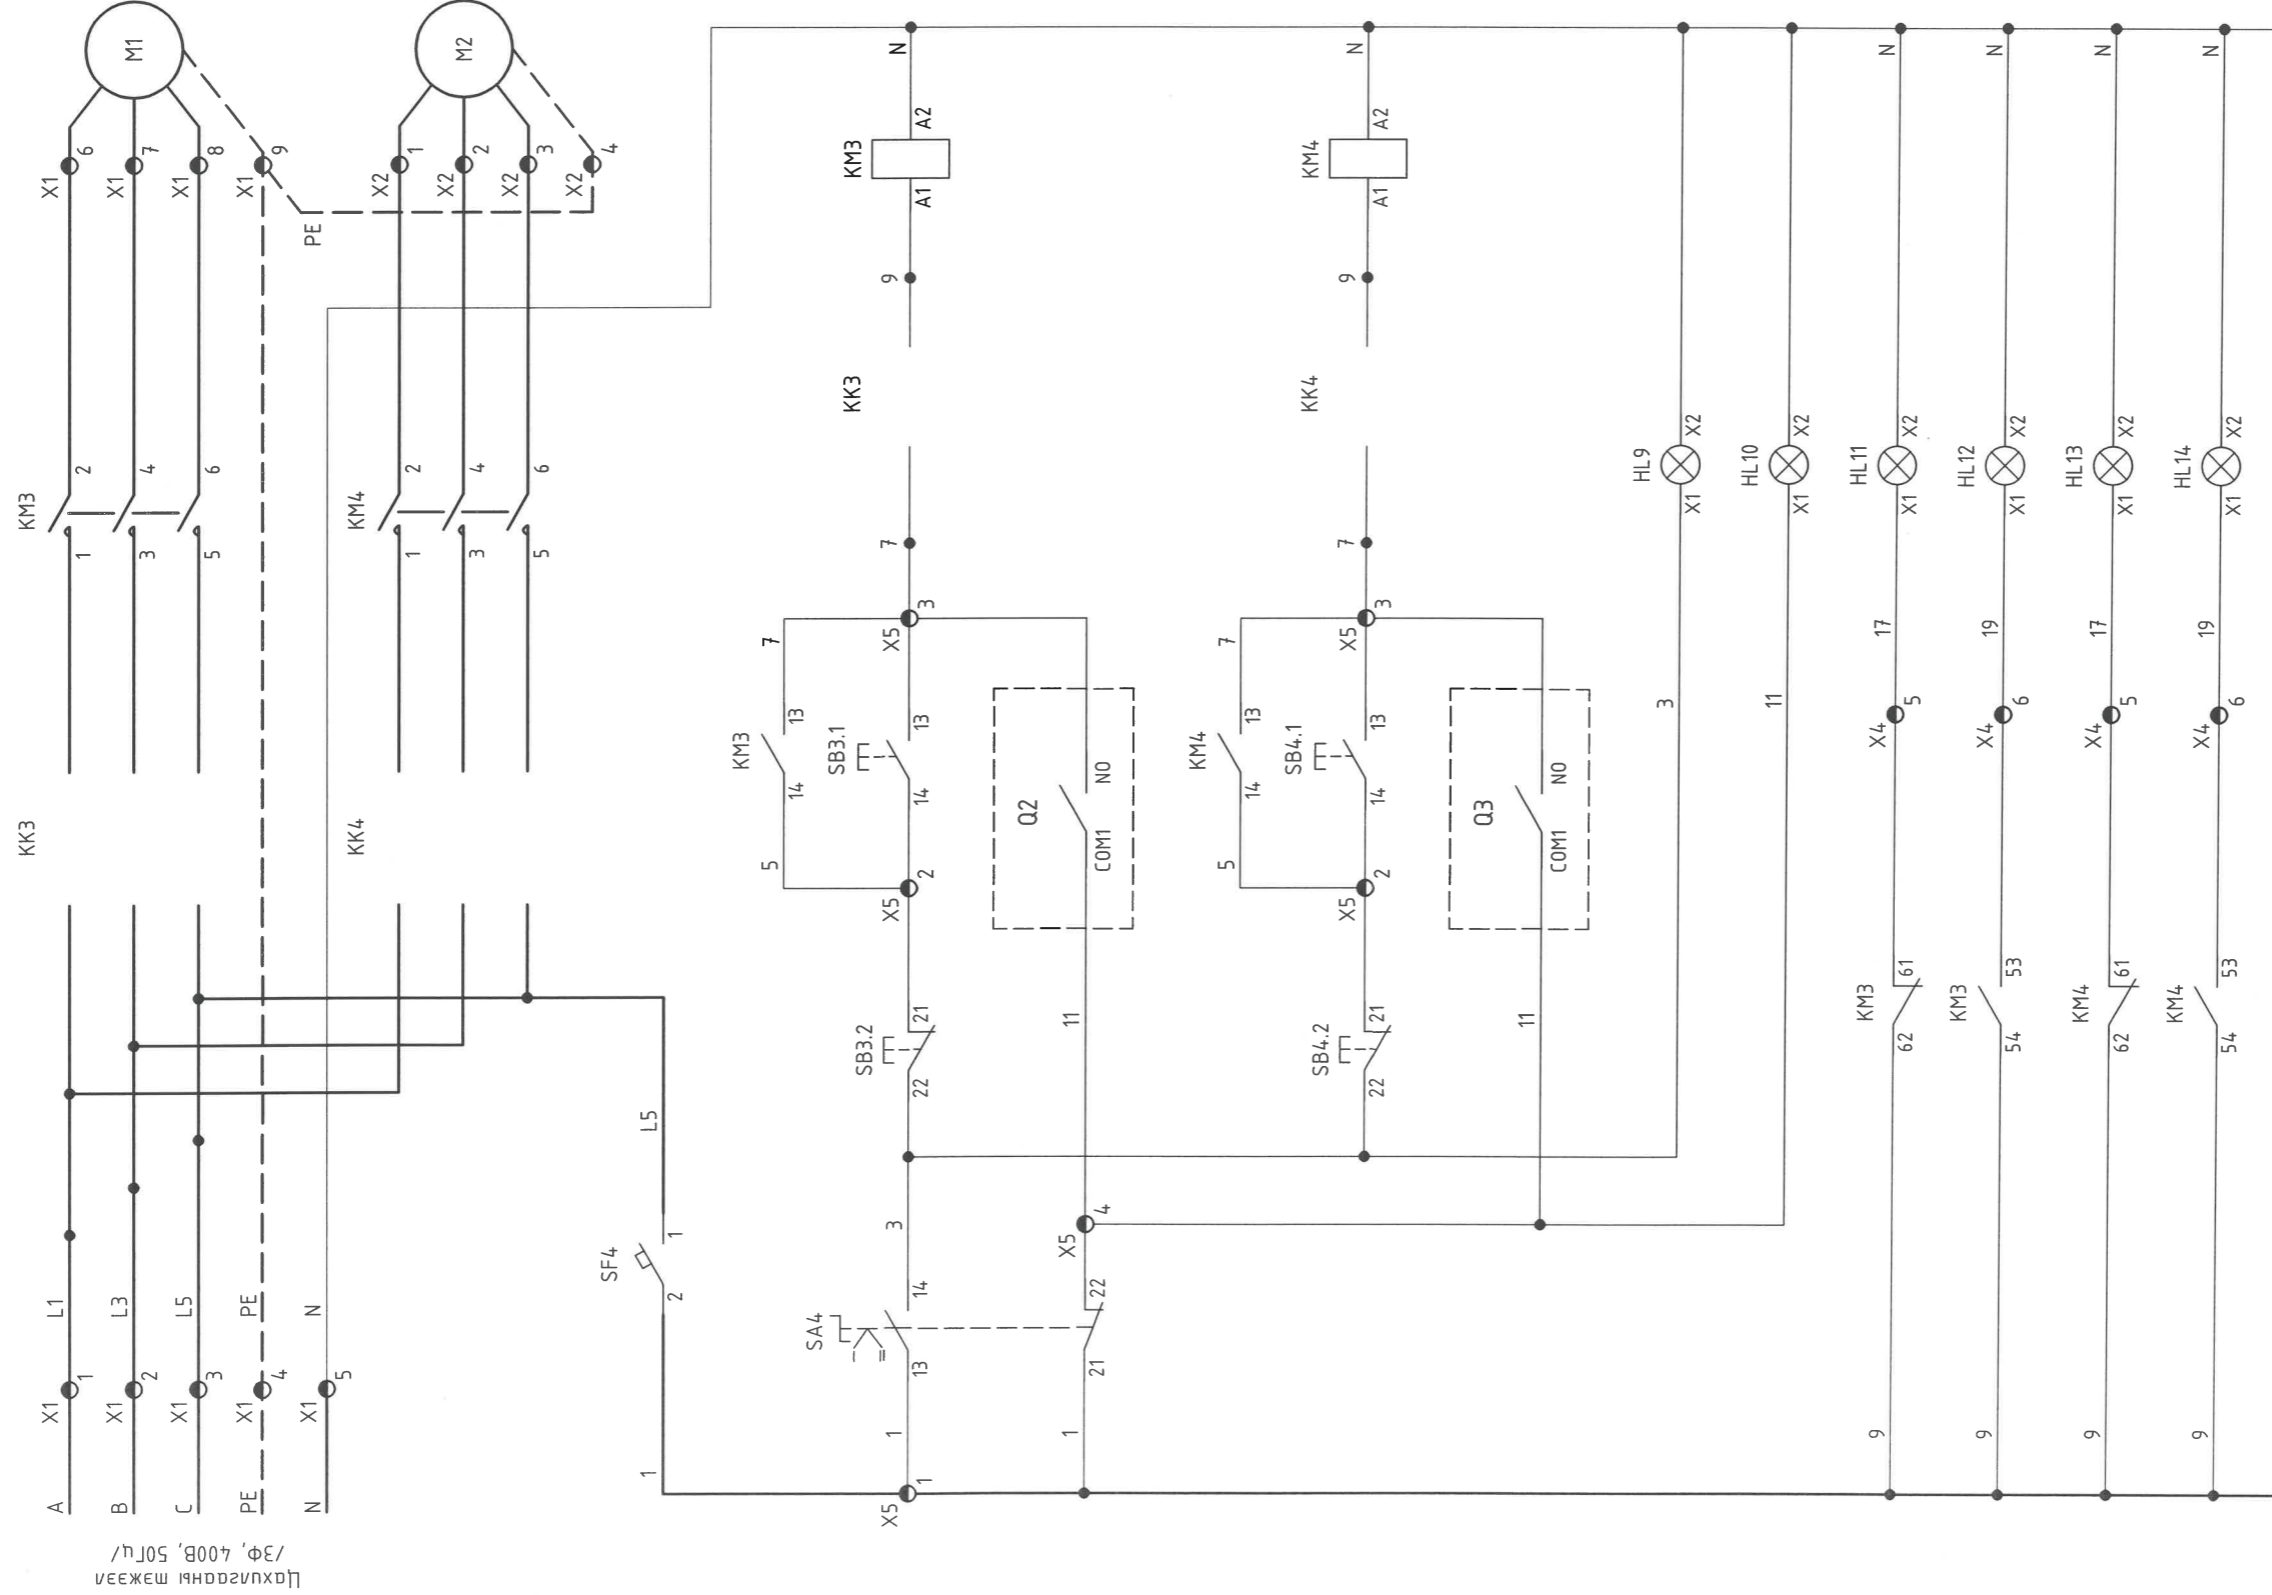 Цахилгааны тэжээл
/3Ф, 400В, 50Гц/
KK3
KM3
A
X1
1
L1
1
2
X1
6
M1
B
X1
2
L3
3
4
X1
7
C
X1
3
L5
5
6
X1
8
PE
X1
4
PE
X1
9
N
X1
5
N
PE
KK4
KM4
1
2
X2
1
M2
3
4
X2
2
5
6
X2
3
X2
4
SF4
1
2
1
L5
KM3
5
14
13
7
SA4
SB3.2
SB3.1
KK3
KM3
X5
1
1
13
14
3
22
21
X5
2
14
13
X5
3
7
9
A1
A2
N
Q2
1
21
22
X5
4
11
COM1
NO
KM4
5
14
13
7
SB4.2
SB4.1
KK4
KM4
22
21
X5
2
14
13
X5
3
7
9
A1
A2
N
Q3
11
COM1
NO
HL9
3
X1
X2
HL10
11
X1
X2
KM3
HL11
9
62
61
X4
5
17
X1
X2
N
KM3
HL12
9
54
53
X4
6
19
X1
X2
N
KM4
HL13
9
62
61
X4
5
17
X1
X2
N
KM4
HL14
9
54
53
X4
6
19
X1
X2
N